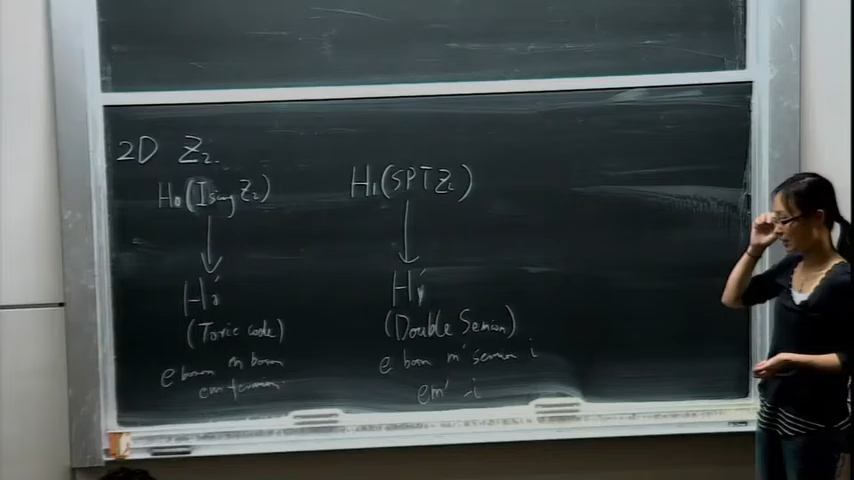 2D Z₂
H₀(Ising Z₂)
H₁(SPT Z₂)
↓
↓
H₀'
H₁'
(Toric code)
(Double Semion)
e boson m boson
e boson m' semion i
em fermion
em' -i